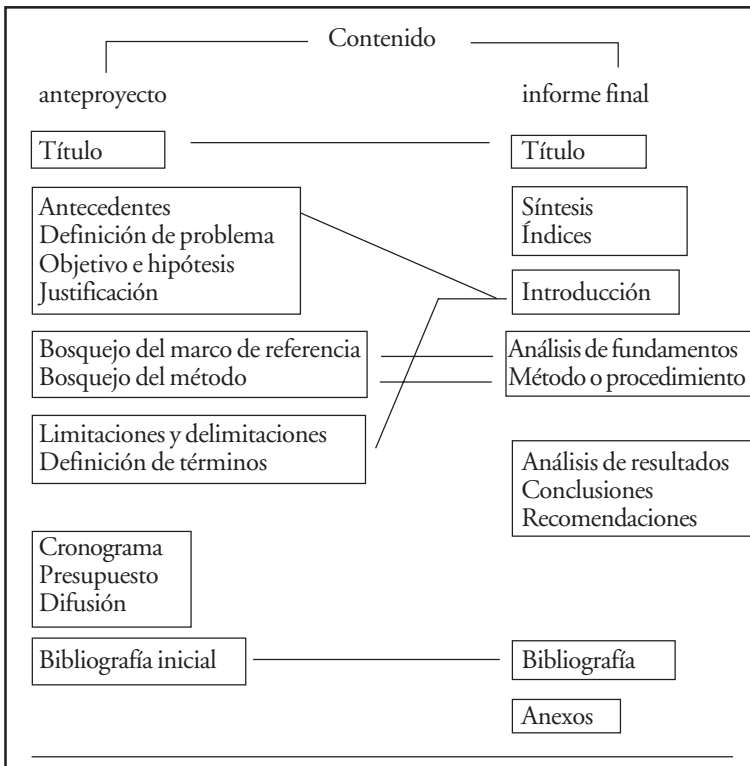 Contenido
anteproyecto
informe final
Título
Título
Antecedentes
Definición de problema
Objetivo e hipótesis
Justificación
Síntesis
Índices
Introducción
Bosquejo del marco de referencia
Bosquejo del método
Análisis de fundamentos
Método o procedimiento
Limitaciones y delimitaciones
Definición de términos
Análisis de resultados
Conclusiones
Recomendaciones
Cronograma
Presupuesto
Difusión
Bibliografía inicial
Bibliografía
Anexos